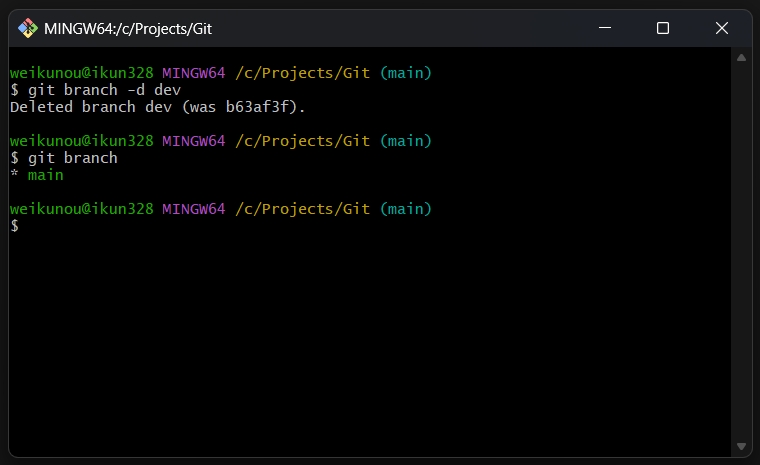 MINGW64:/c/Projects/Git
weikunou@ikun328 MINGW64 /c/Projects/Git (main)
$ git branch -d dev
Deleted branch dev (was b63af3f).
weikunou@ikun328 MINGW64 /c/Projects/Git (main)
$ git branch
* main
weikunou@ikun328 MINGW64 /c/Projects/Git (main)
$